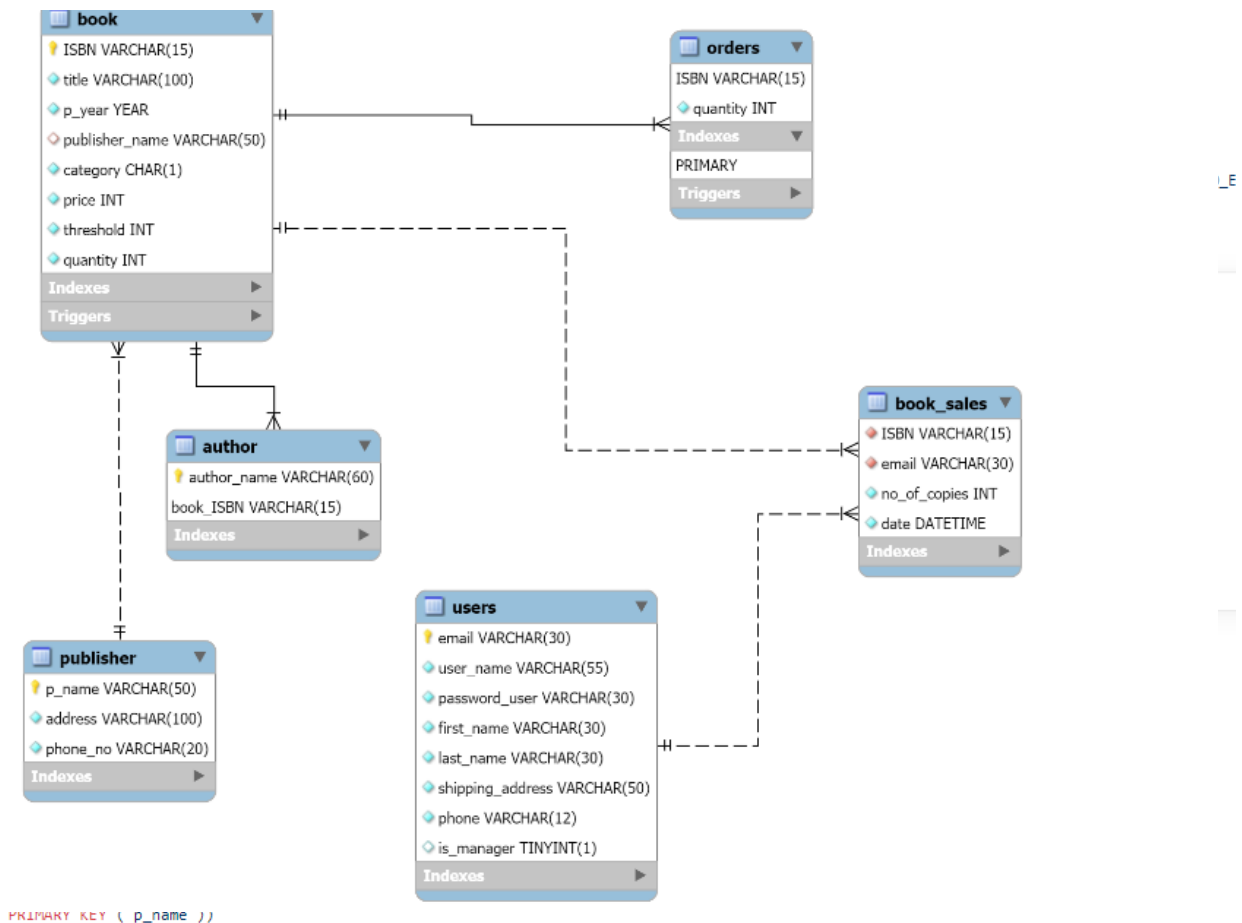 book
ISBN VARCHAR(15)
title VARCHAR(100)
p_year YEAR
publisher_name VARCHAR(50)
category CHAR(1)
price INT
threshold INT
quantity INT
Indexes
Triggers
orders
ISBN VARCHAR(15)
quantity INT
Indexes
PRIMARY
Triggers
_E
author
author_name VARCHAR(60)
book_ISBN VARCHAR(15)
Indexes
book_sales
ISBN VARCHAR(15)
email VARCHAR(30)
no_of_copies INT
date DATETIME
Indexes
publisher
p_name VARCHAR(50)
address VARCHAR(100)
phone_no VARCHAR(20)
Indexes
users
email VARCHAR(30)
user_name VARCHAR(55)
password_user VARCHAR(30)
first_name VARCHAR(30)
last_name VARCHAR(30)
shipping_address VARCHAR(50)
phone VARCHAR(12)
is_manager TINYINT(1)
Indexes
PRIMARY KEY ( p_name ))